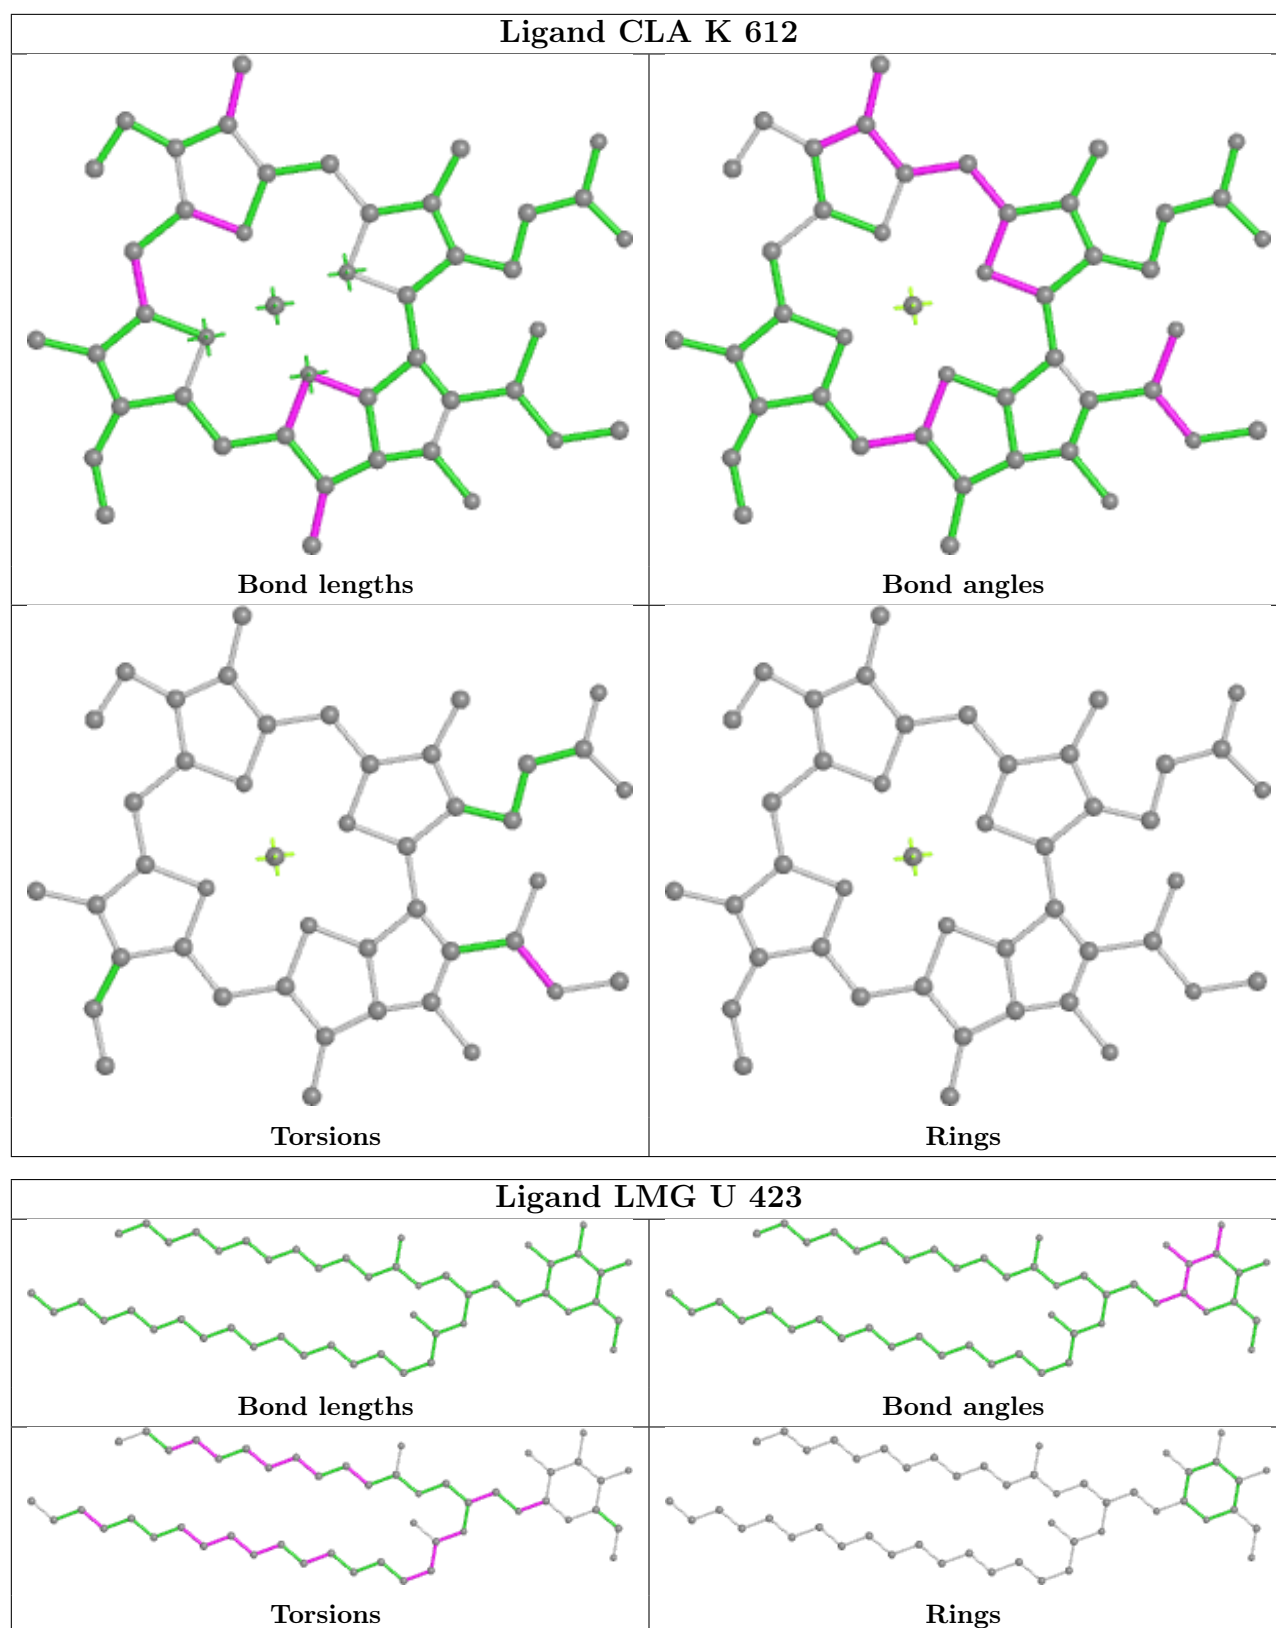 Ligand CLA K 612
Bond lengths
Bond angles
Torsions
Rings
Ligand LMG U 423
Bond lengths
Bond angles
Torsions
Rings